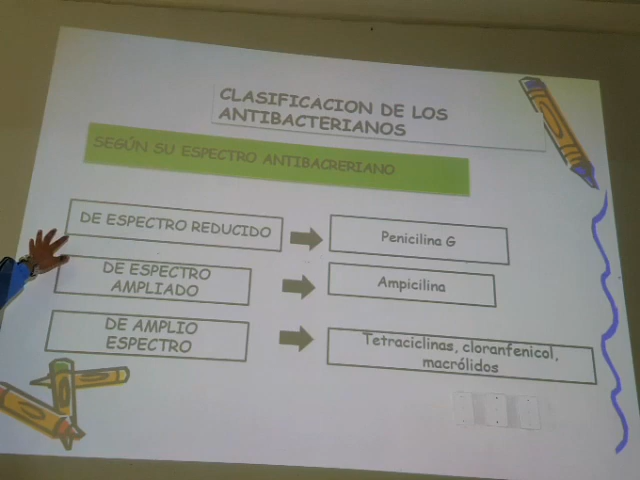 CLASIFICACION DE LOS
ANTIBACTERIANOS
SEGÚN SU ESPECTRO ANTIBACRERIANO
DE ESPECTRO REDUCIDO
Penicilina G
DE ESPECTRO
AMPLIADO
Ampicilina
DE AMPLIO
ESPECTRO
Tetraciclinas, cloranfenicol,
macrólidos